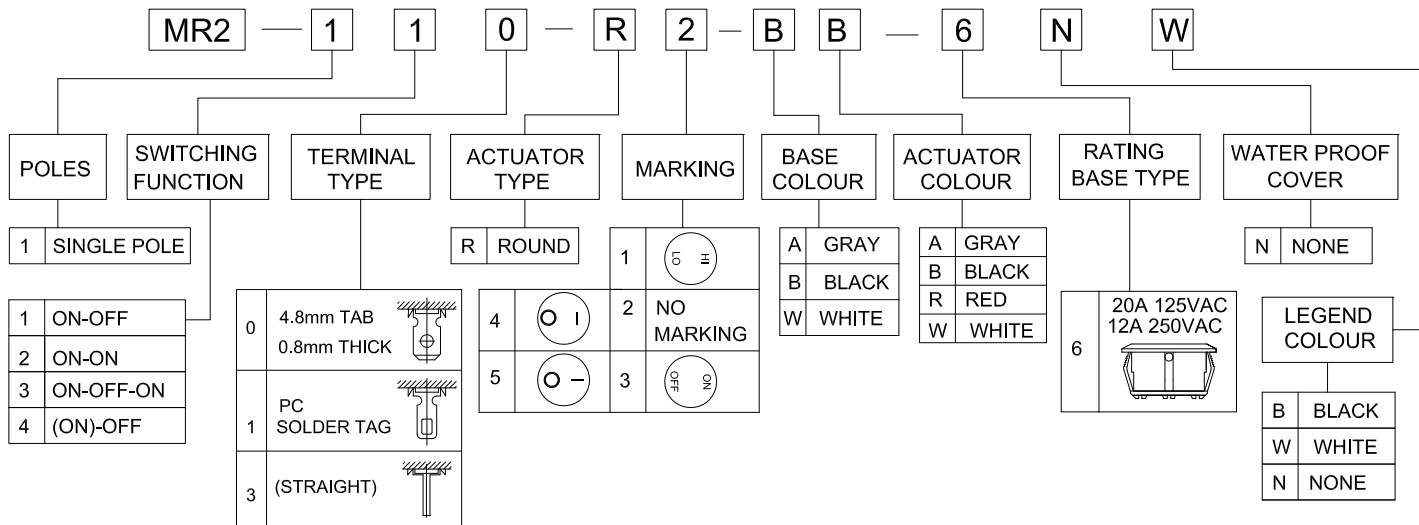 MR2 — 1 1 0 — R 2 — B B — 6 N W
POLES
1 SINGLE POLE
SWITCHING
FUNCTION
1 ON-OFF
2 ON-ON
3 ON-OFF-ON
4 (ON)-OFF
TERMINAL
TYPE
0 4.8mm TAB
0.8mm THICK
1 PC
SOLDER TAG
3 (STRAIGHT)
ACTUATOR
TYPE
R ROUND
MARKING
1 LO HI
2 NO
MARKING
3 OFF ON
4 O I
5 O I
BASE
COLOUR
A GRAY
B BLACK
W WHITE
ACTUATOR
COLOUR
A GRAY
B BLACK
R RED
W WHITE
RATING
BASE TYPE
6 20A 125VAC
12A 250VAC
WATER PROOF
COVER
N NONE
LEGEND
COLOUR
B BLACK
W WHITE
N NONE